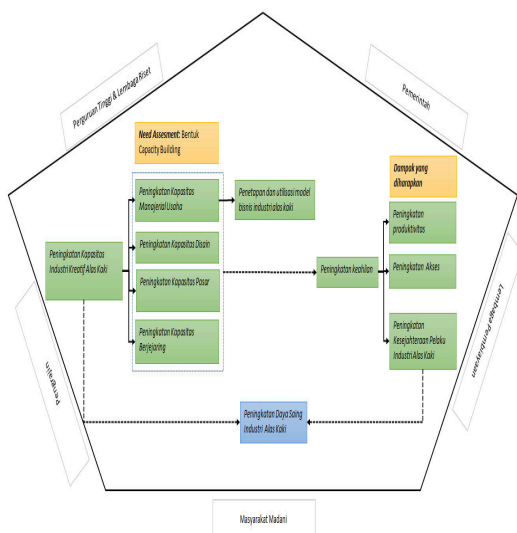 Perguruan Tinggi & Lembaga Riset
Pemerintah
Need Assesment: Bentuk
Capacity Building
Dampak yang
diharapkan
Peningkatan Kapasitas
Manajerial Usaha
Penetapan dan utilisasi model
bisnis industri alas kaki
Peningkatan
produktivitas
Peningkatan Kapasitas
Industri Kreatif Alas Kaki
Peningkatan Kapasitas Disain
Peningkatan Kapasitas Pasar
Peningkatan keahlian
Peningkatan Akses
Peningkatan Kapasitas
Berjejaring
Peningkatan
Kesejahteraan Pelaku
Industri Alas Kaki
Lembaga Pembiayaan
Pengrajin
Peningkatan Daya Saing
Industri Alas Kaki
Masyarakat Madani